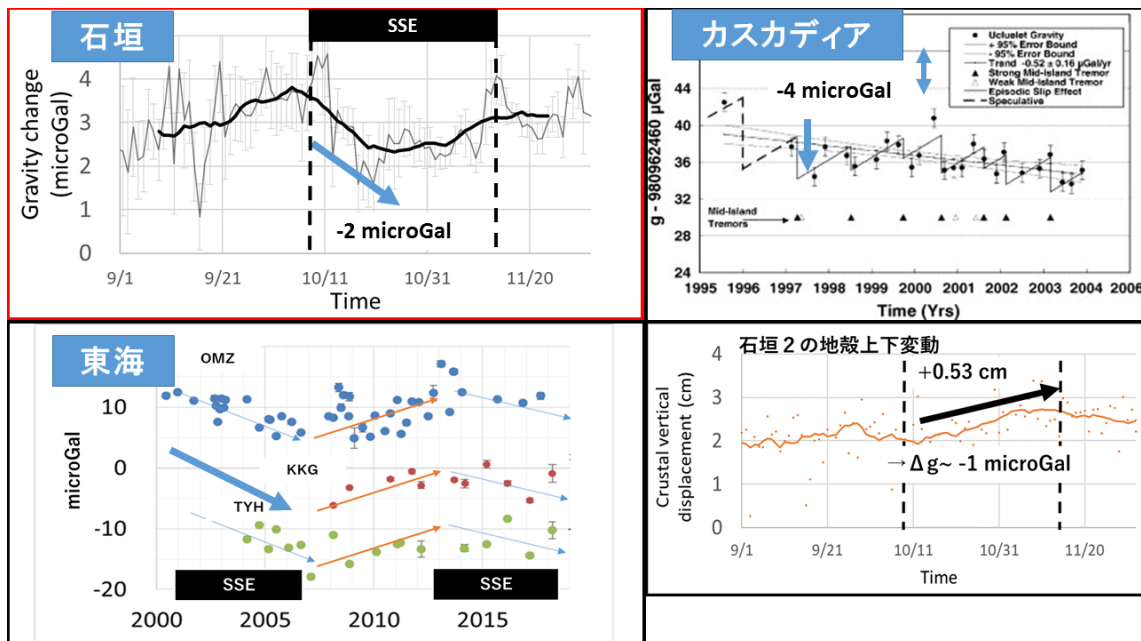 石垣
SSE
Gravity change
(microGal)
4
3
2
1
0
-2 microGal
9/1
9/21
10/11
10/31
11/20
Time
カスカディア
-4 microGal
Ucluelet Gravity
+ 95% Error Bound
- 95% Error Bound
Trend -0.52 ± 0.16 µGal/yr
Strong Mid-Island Tremor
Weak Mid-Island Tremor
Episodic Slip Effect
Speculative
g - 980962460 µGal
44
40
36
32
28
24
Mid-Island
Tremors
1995 1996 1997 1998 1999 2000 2001 2002 2003 2004 2005 2006
Time (Yrs)
東海
OMZ
KKG
TYH
microGal
10
0
-10
-20
SSE
SSE
2000
2005
2010
2015
石垣２の地殻上下変動
+0.53 cm
→Δg~ -1 microGal
Crustal vertical
displacement (cm)
4
3
2
1
0
9/1
9/21
10/11
10/31
11/20
Time